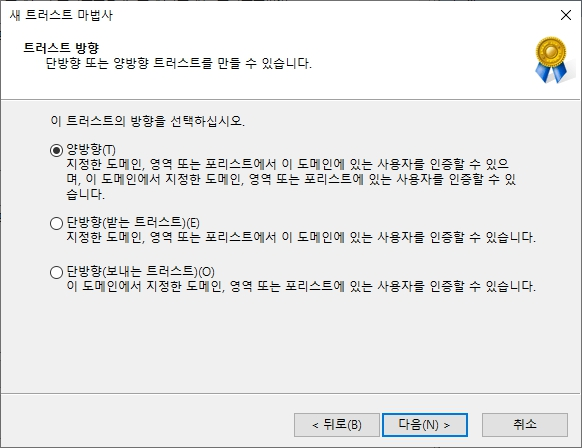 새 트러스트 마법사
트러스트 방향
단방향 또는 양방향 트러스트를 만들 수 있습니다.
이 트러스트의 방향을 선택하십시오.
양방향(T)
지정한 도메인, 영역 또는 포리스트에서 이 도메인에 있는 사용자를 인증할 수 있으
며, 이 도메인에서 지정한 도메인, 영역 또는 포리스트에 있는 사용자를 인증할 수 있
습니다.
단방향(받는 트러스트)(E)
지정한 도메인, 영역 또는 포리스트에서 이 도메인에 있는 사용자를 인증할 수 있습니다.
단방향(보내는 트러스트)(O)
이 도메인에서 지정한 도메인, 영역 또는 포리스트에 있는 사용자를 인증할 수 있습니다.
< 뒤로(B)
다음(N) >
취소